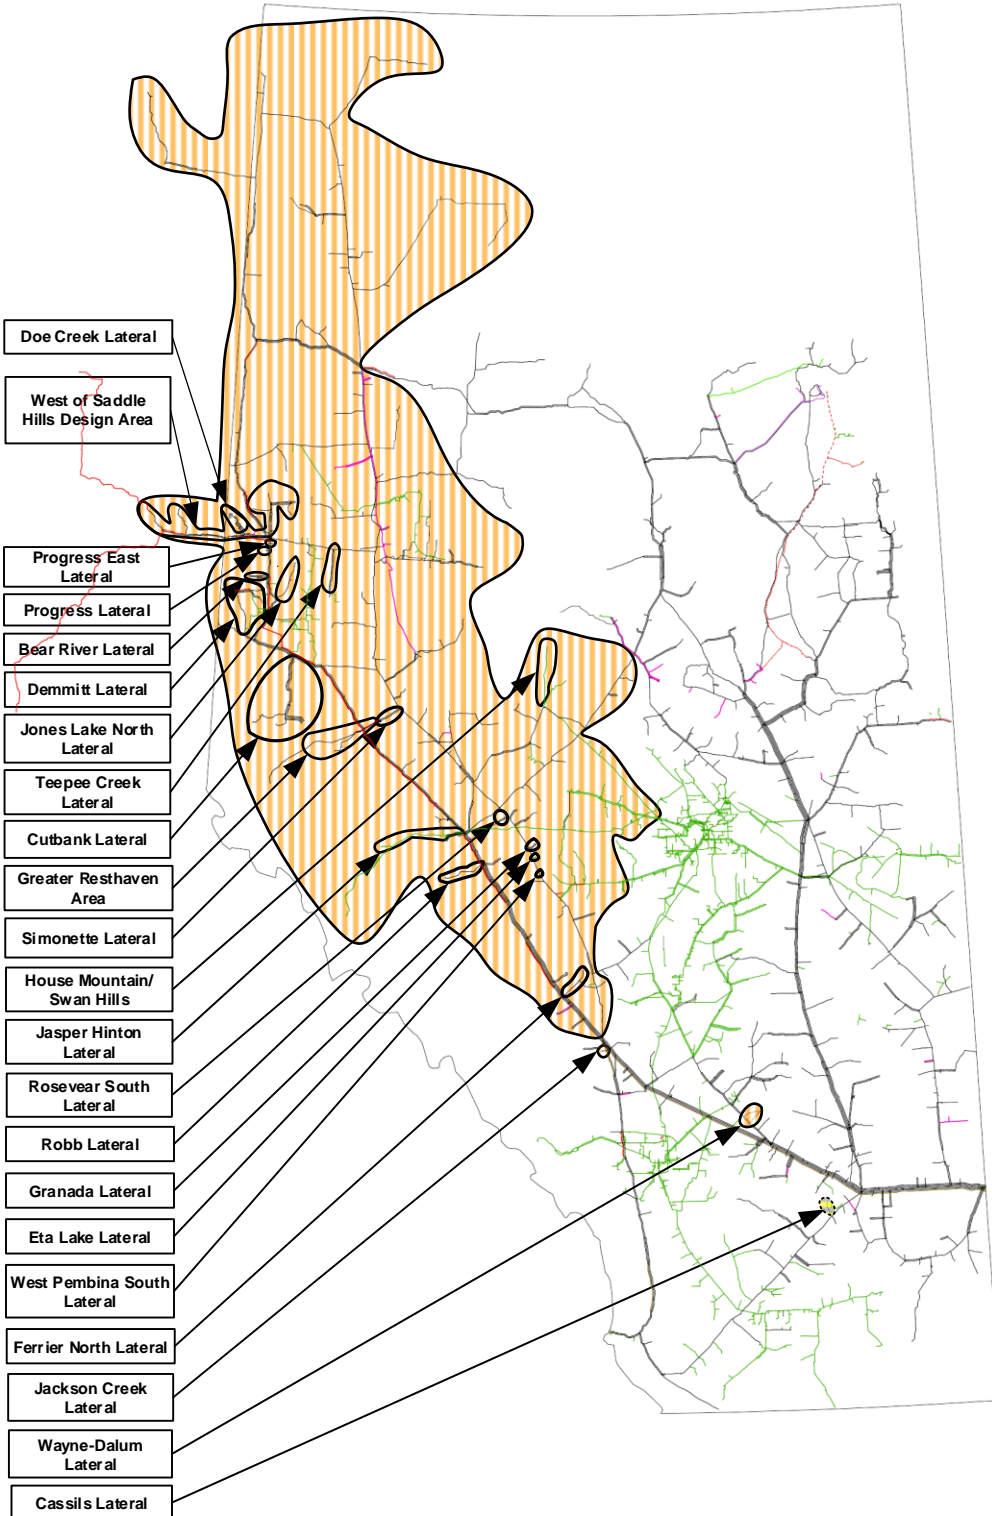 Doe Creek Lateral
West of Saddle
Hills Design Area
Progress East
Lateral
Progress Lateral
Bear River Lateral
Demmitt Lateral
Jones Lake North
Lateral
Teepee Creek
Lateral
Cutbank Lateral
Greater Resthaven
Area
Simonette Lateral
House Mountain/
Swan Hills
Jasper Hinton
Lateral
Rosevear South
Lateral
Robb Lateral
Granada Lateral
Eta Lake Lateral
West Pembina South
Lateral
Ferrier North Lateral
Jackson Creek
Lateral
Wayne-Dalum
Lateral
Cassils Lateral